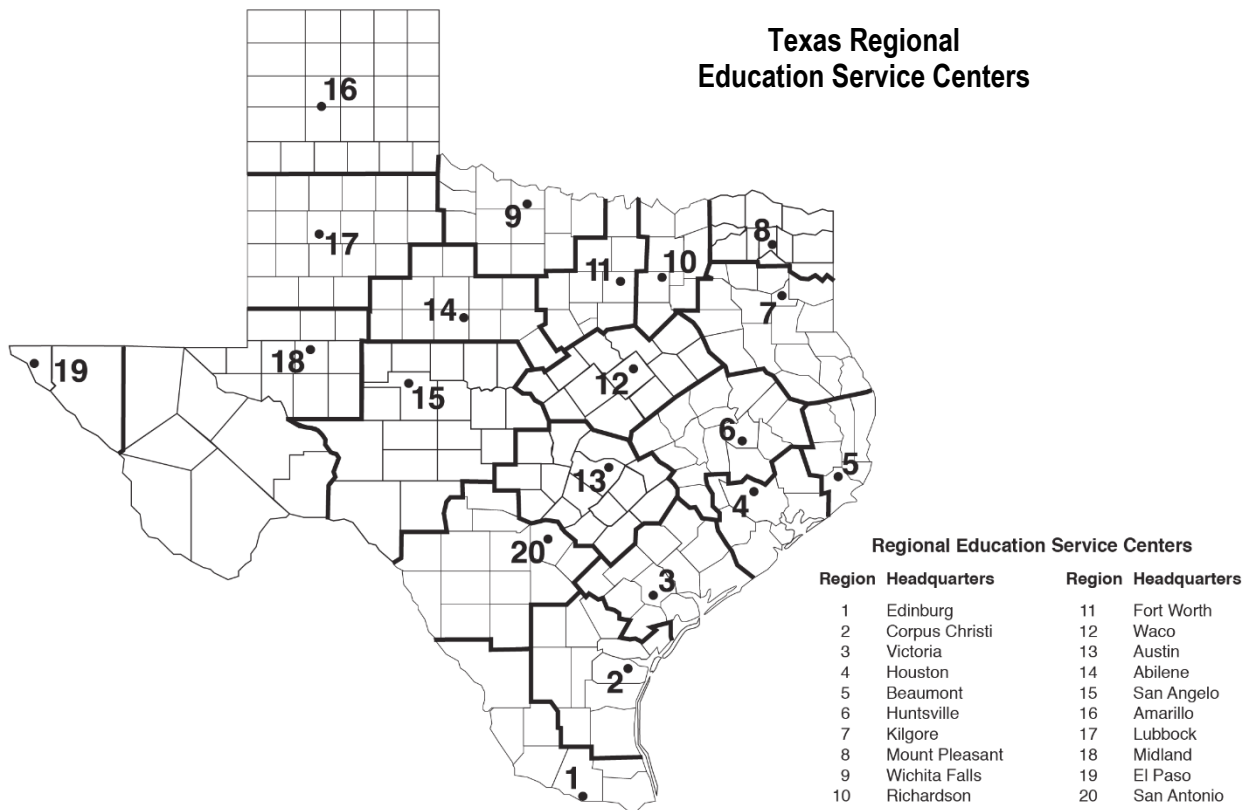 Texas Regional
Education Service Centers
16
9
8
17
11
10
7
14
18
19
12
15
6
5
13
4
20
3
2
1
Regional Education Service Centers
Region Headquarters Region Headquarters
1 Edinburg 11 Fort Worth
2 Corpus Christi 12 Waco
3 Victoria 13 Austin
4 Houston 14 Abilene
5 Beaumont 15 San Angelo
6 Huntsville 16 Amarillo
7 Kilgore 17 Lubbock
8 Mount Pleasant 18 Midland
9 Wichita Falls 19 El Paso
10 Richardson 20 San Antonio